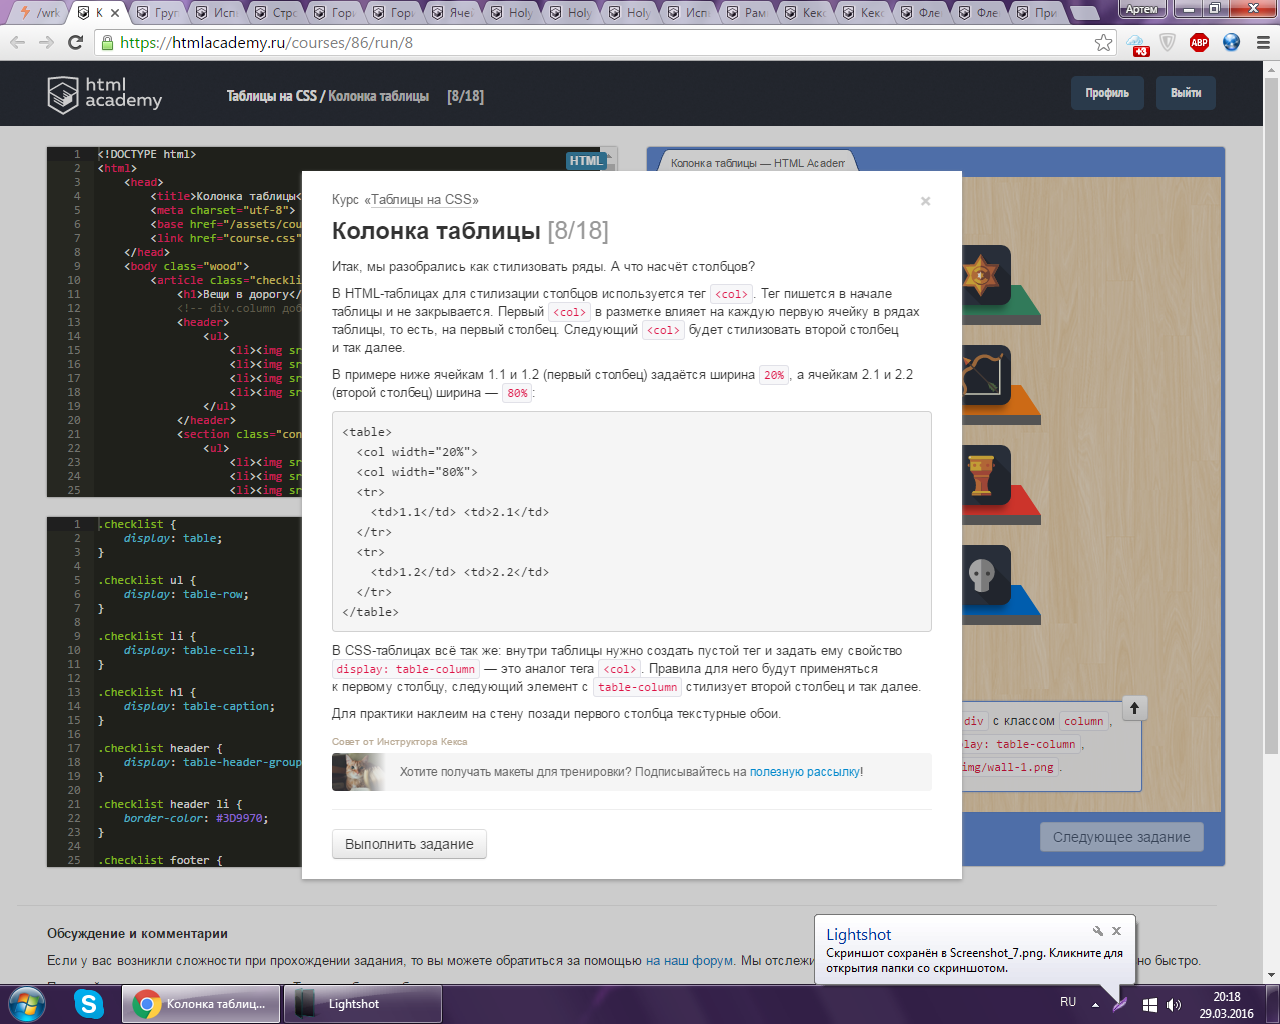 /wrk
К
Груп
Испо
Стро
Гори
Гори
Ячей
Holy
Holy
Holy
Испо
Рамк
Кекс
Кекс
Флек
Флек
При
Артем
https://htmlacademy.ru/courses/86/run/8
+3
ABP
html
academy
Таблицы на CSS / Колонка таблицы [8/18]
Профиль
Выйти
HTML
1 <!DOCTYPE html>
2 <html>
3 <head>
4 <title>Колонка таблицы<
5 <meta charset="utf-8">
6 <base href="/assets/cou
7 <link href="course.css"
8 </head>
9 <body class="wood">
10 <article class="checkli
11 <h1>Вещи в дорогу</
12 <!-- div.column доб
13 <header>
14 <ul>
15 <li><img sr
16 <li><img sr
17 <li><img sr
18 <li><img sr
19 </ul>
20 </header>
21 <section class="con
22 <ul>
23 <li><img sr
24 <li><img sr
25 <li><img sr
1 .checklist {
2 display: table;
3 }
4
5 .checklist ul {
6 display: table-row;
7 }
8
9 .checklist li {
10 display: table-cell;
11 }
12
13 .checklist h1 {
14 display: table-caption;
15 }
16
17 .checklist header {
18 display: table-header-group
19 }
20
21 .checklist header li {
22 border-color: #3D9970;
23 }
24
25 .checklist footer {
Курс «Таблицы на CSS»
×
Колонка таблицы [8/18]
Итак, мы разобрались как стилизовать ряды. А что насчёт столбцов?
В HTML-таблицах для стилизации столбцов используется тег <col>. Тег пишется в начале
таблицы и не закрывается. Первый <col> в разметке влияет на каждую первую ячейку в рядах
таблицы, то есть, на первый столбец. Следующий <col> будет стилизовать второй столбец
и так далее.
В примере ниже ячейкам 1.1 и 1.2 (первый столбец) задаётся ширина 20%, а ячейкам 2.1 и 2.2
(второй столбец) ширина — 80%:
<table>
<col width="20%">
<col width="80%">
<tr>
<td>1.1</td> <td>2.1</td>
</tr>
<tr>
<td>1.2</td> <td>2.2</td>
</tr>
</table>
В CSS-таблицах всё так же: внутри таблицы нужно создать пустой тег и задать ему свойство
display: table-column — это аналог тега <col>. Правила для него будут применяться
к первому столбцу, следующий элемент с table-column стилизует второй столбец и так далее.
Для практики наклеим на стену позади первого столбца текстурные обои.
Совет от Инструктора Кекса
Хотите получать макеты для тренировки? Подписывайтесь на полезную рассылку!
Выполнить задание
Колонка таблицы — HTML Academ
div с классом column,
lay: table-column,
img/wall-1.png.
Следующее задание
Обсуждение и комментарии
Если у вас возникли сложности при прохождении задания, то вы можете обратиться за помощью на наш форум. Мы отслежи
но быстро.
Lightshot
Скриншот сохранён в Screenshot_7.png. Кликните для
открытия папки со скриншотом.
Колонка таблиц...
Lightshot
RU
20:18
29.03.2016